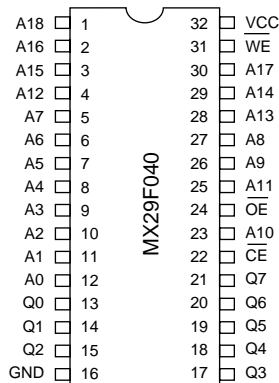 A18 1 32 VCC
A16 2 31 W̅E̅
A15 3 30 A17
A12 4 29 A14
A7 5 28 A13
A6 6 27 A8
A5 7 26 A9
A4 8 25 A11
A3 9 24 O̅E̅
A2 10 23 A10
A1 11 22 C̅E̅
A0 12 21 Q7
Q0 13 20 Q6
Q1 14 19 Q5
Q2 15 18 Q4
GND 16 17 Q3
MX29F040